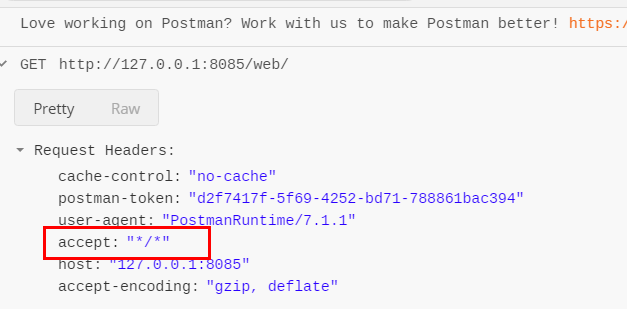 Love working on Postman? Work with us to make Postman better! https:/
GET http://127.0.0.1:8085/web/
Pretty Raw
Request Headers:
cache-control: "no-cache"
postman-token: "d2f7417f-5f69-4252-bd71-788861bac394"
user-agent: "PostmanRuntime/7.1.1"
accept: "*/*"
host: "127.0.0.1:8085"
accept-encoding: "gzip, deflate"